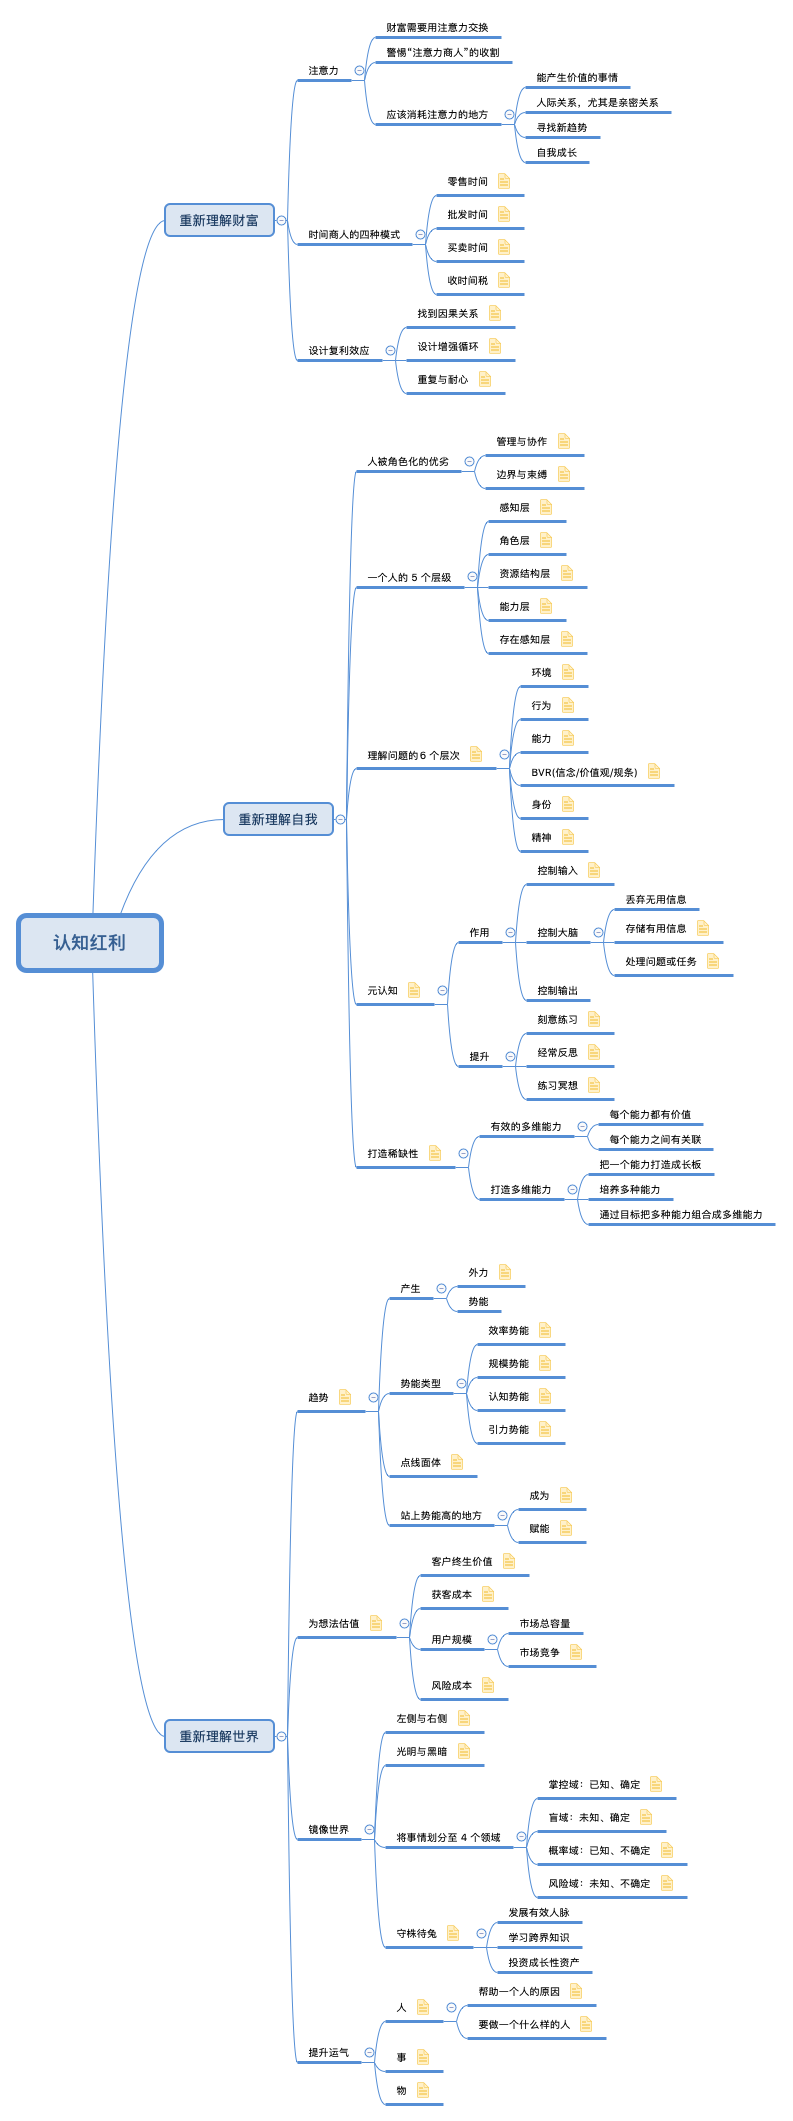 认知红利
重新理解财富
注意力
财富需要用注意力交换
警惕“注意力商人”的收割
应该消耗注意力的地方
能产生价值的事情
人际关系，尤其是亲密关系
寻找新趋势
自我成长
时间商人的四种模式
零售时间
批发时间
买卖时间
收时间税
设计复利效应
找到因果关系
设计增强循环
重复与耐心
重新理解自我
人被角色化的优劣
管理与协作
边界与束缚
一个人的 5 个层级
感知层
角色层
资源结构层
能力层
存在感知层
理解问题的 6 个层次
环境
行为
能力
BVR(信念/价值观/规条)
身份
精神
元认知
作用
控制输入
控制大脑
丢弃无用信息
存储有用信息
处理问题或任务
控制输出
提升
刻意练习
经常反思
练习冥想
打造稀缺性
有效的多维能力
每个能力都有价值
每个能力之间有关联
打造多维能力
把一个能力打造成长板
培养多种能力
通过目标把多种能力组合成多维能力
重新理解世界
趋势
产生
外力
势能
势能类型
效率势能
规模势能
认知势能
引力势能
点线面体
站上势能高的地方
成为
赋能
为想法估值
客户终生价值
获客成本
用户规模
市场总容量
市场竞争
风险成本
镜像世界
左侧与右侧
光明与黑暗
将事情划分至 4 个领域
掌控域：已知、确定
盲域：未知、确定
概率域：已知、不确定
风险域：未知、不确定
守株待兔
发展有效人脉
学习跨界知识
投资成长性资产
提升运气
人
帮助一个人的原因
要做一个什么样的人
事
物